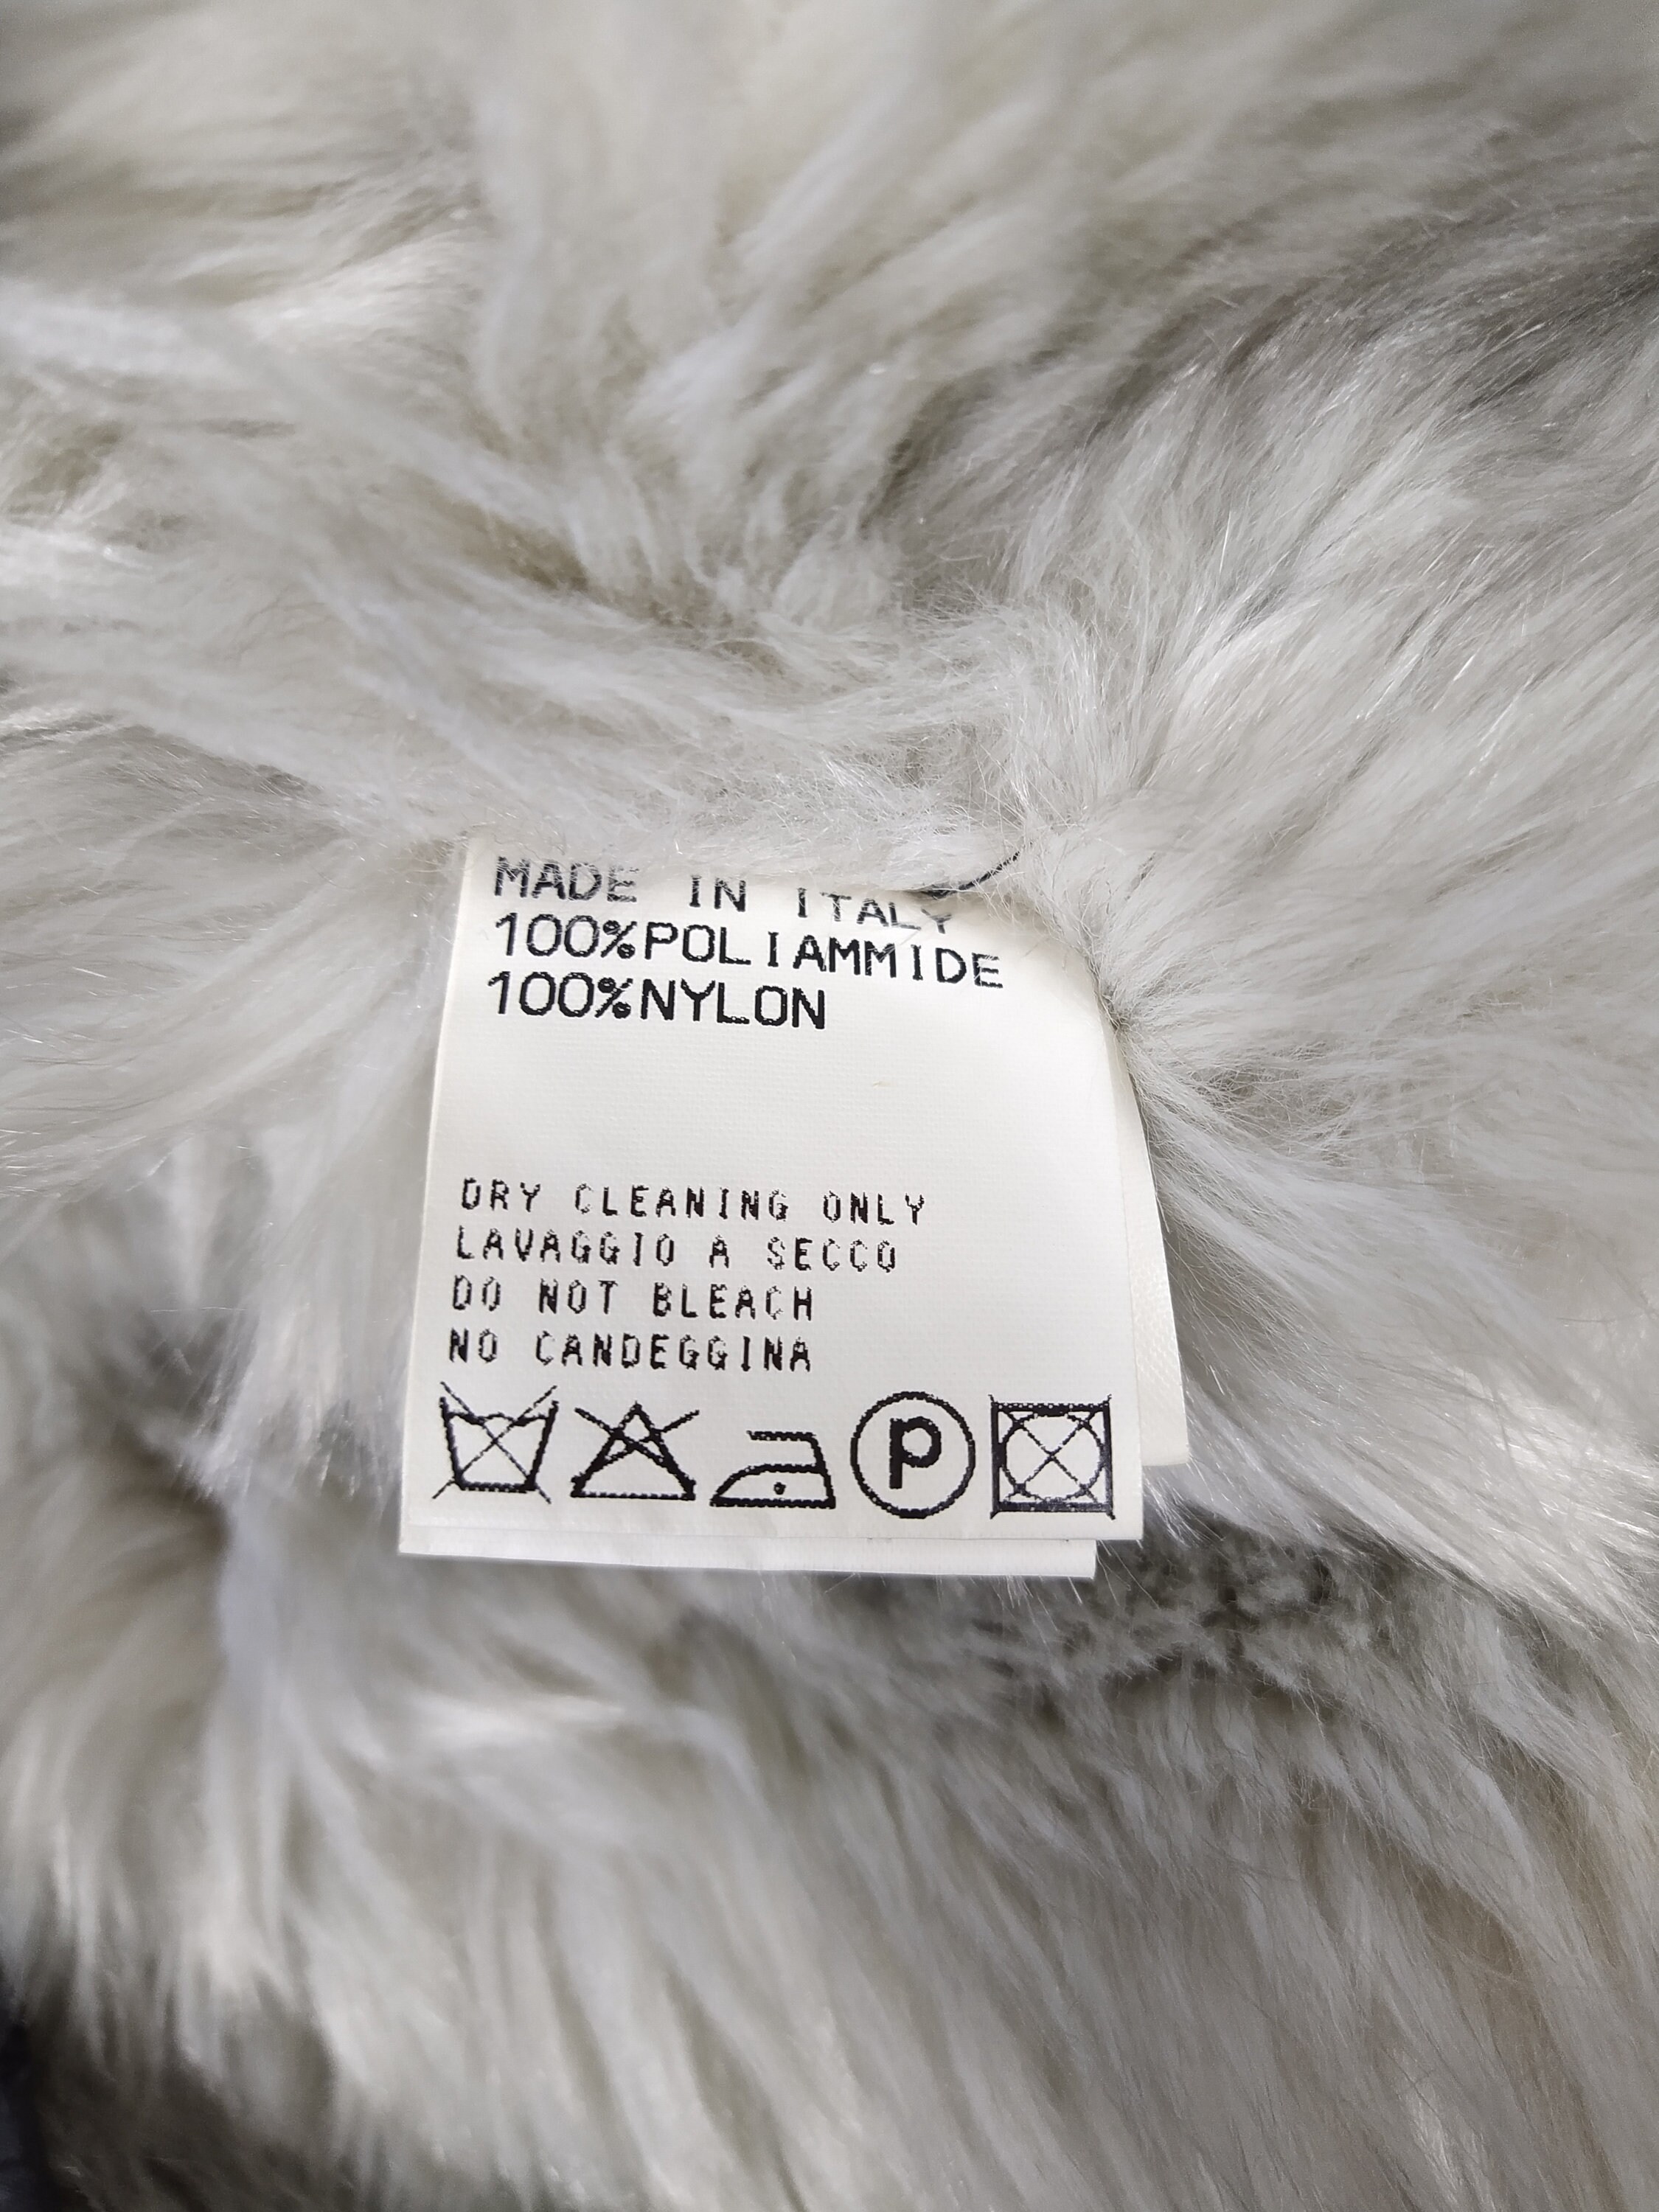 MADE IN ITALY
100%POLIAMMIDE
100%NYLON
DRY CLEANING ONLY
LAVAGGIO A SECCO
DO NOT BLEACH
NO CANDEGGINA
P